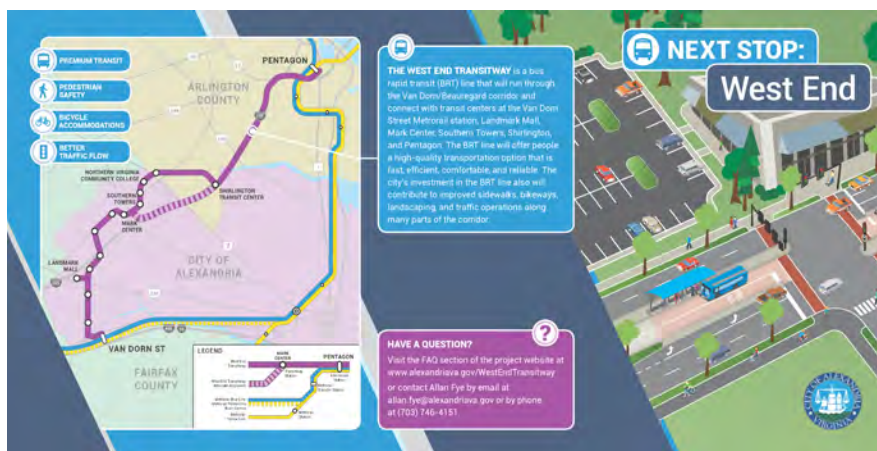 PREMIUM TRANSIT
PEDESTRIAN
SAFETY
BICYCLE
ACCOMMODATIONS
BETTER
TRAFFIC FLOW
PENTAGON
ARLINGTON
COUNTY
NORTHERN VIRGINIA
COMMUNITY COLLEGE
SHIRLINGTON
TRANSIT CENTER
SOUTHERN
TOWERS
MARK
CENTER
LANDMARK
MALL
CITY OF
ALEXANDRIA
VAN DORN ST
FAIRFAX
COUNTY
LEGEND
MARK
CENTER
PENTAGON
THE WEST END TRANSITWAY is a bus
rapid transit (BRT) line that will run through
the Van Dorn/Beauregard corridor and
connect with transit centers at the Van Dorn
Street Metrorail station, Landmark Mall,
Mark Center, Southern Towers, Shirlington,
and Pentagon. The BRT line will offer people
a high-quality transportation option that is
fast, efficient, comfortable, and reliable. The
city's investment in the BRT line also will
contribute to improved sidewalks, bikeways,
landscaping, and traffic operations along
many parts of the corridor.
?
HAVE A QUESTION?
Visit the FAQ section of the project website at
www.alexandriava.gov/WestEndTransitway
or contact Allan Fye by email at
allan.fye@alexandriava.gov or by phone
at (703) 746-4151.
NEXT STOP:
West End
CITY OF ALEXANDRIA
VIRGINIA